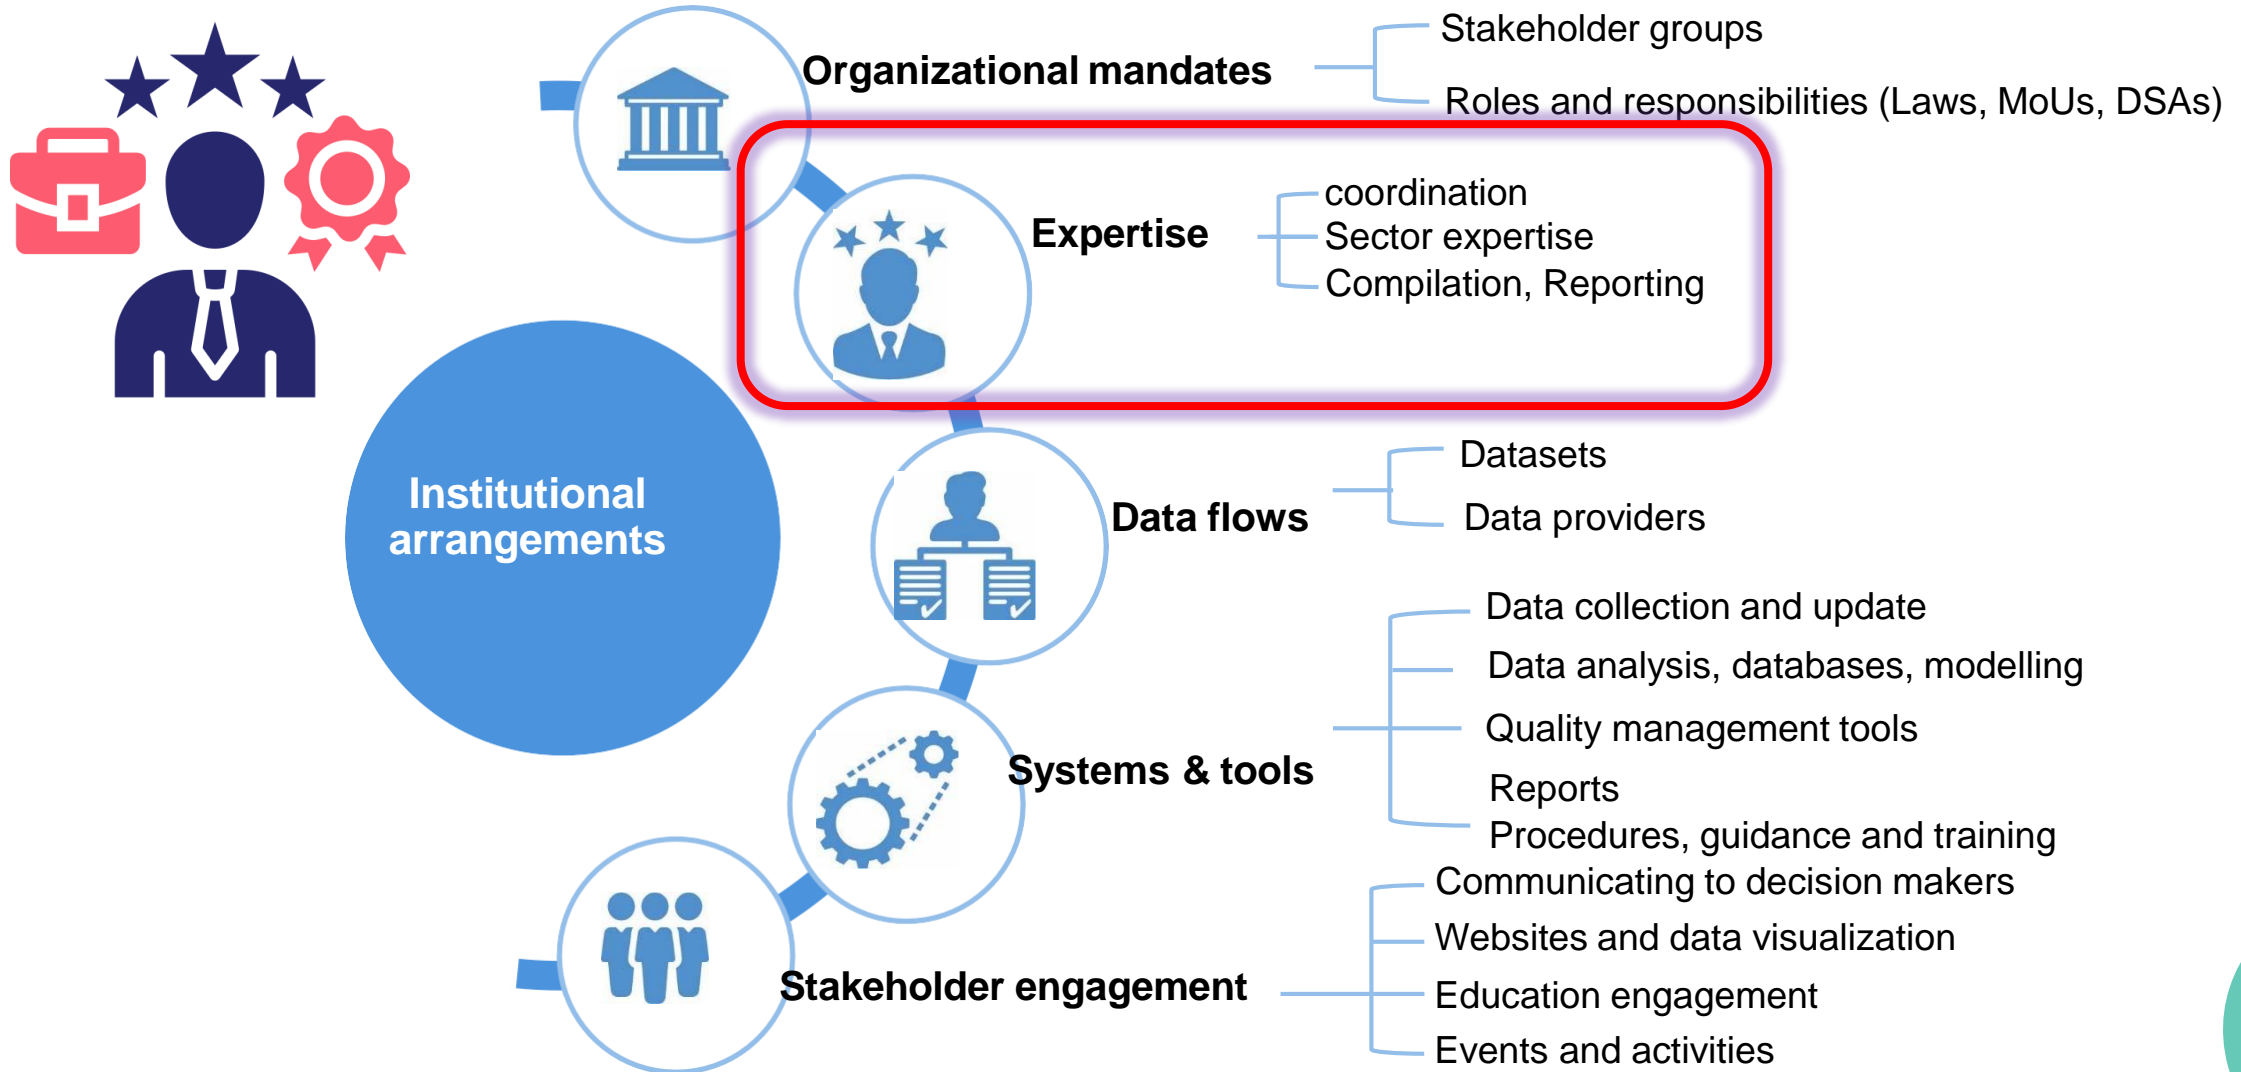 Organizational mandates
Stakeholder groups
Roles and responsibilities (Laws, MoUs, DSAs)
Expertise
coordination
Sector expertise
Compilation, Reporting
Institutional
arrangements
Data flows
Datasets
Data providers
Systems & tools
Data collection and update
Data analysis, databases, modelling
Quality management tools
Reports
Procedures, guidance and training
Stakeholder engagement
Communicating to decision makers
Websites and data visualization
Education engagement
Events and activities